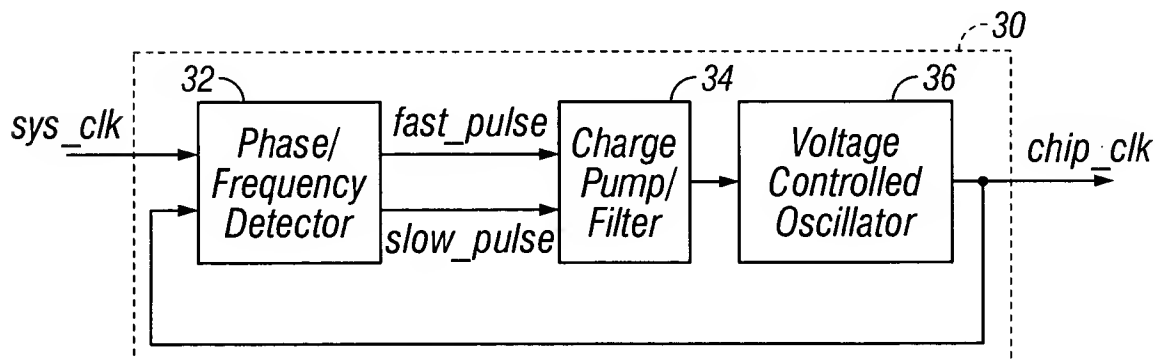 30
32
34
36
sys_clk
Phase/
Frequency
Detector
fast_pulse
slow_pulse
Charge
Pump/
Filter
Voltage
Controlled
Oscillator
chip_clk